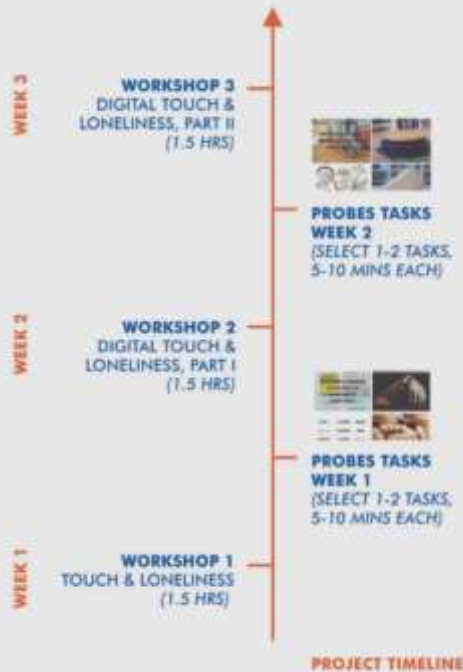 WEEK 3
WORKSHOP 3
DIGITAL TOUCH &
LONELINESS, PART II
(1.5 HRS)
PROBES TASKS
WEEK 2
(SELECT 1-2 TASKS,
5-10 MINS EACH)
WEEK 2
WORKSHOP 2
DIGITAL TOUCH &
LONELINESS, PART I
(1.5 HRS)
PROBES TASKS
WEEK 1
(SELECT 1-2 TASKS,
5-10 MINS EACH)
WEEK 1
WORKSHOP 1
TOUCH & LONELINESS
(1.5 HRS)
PROJECT TIMELINE